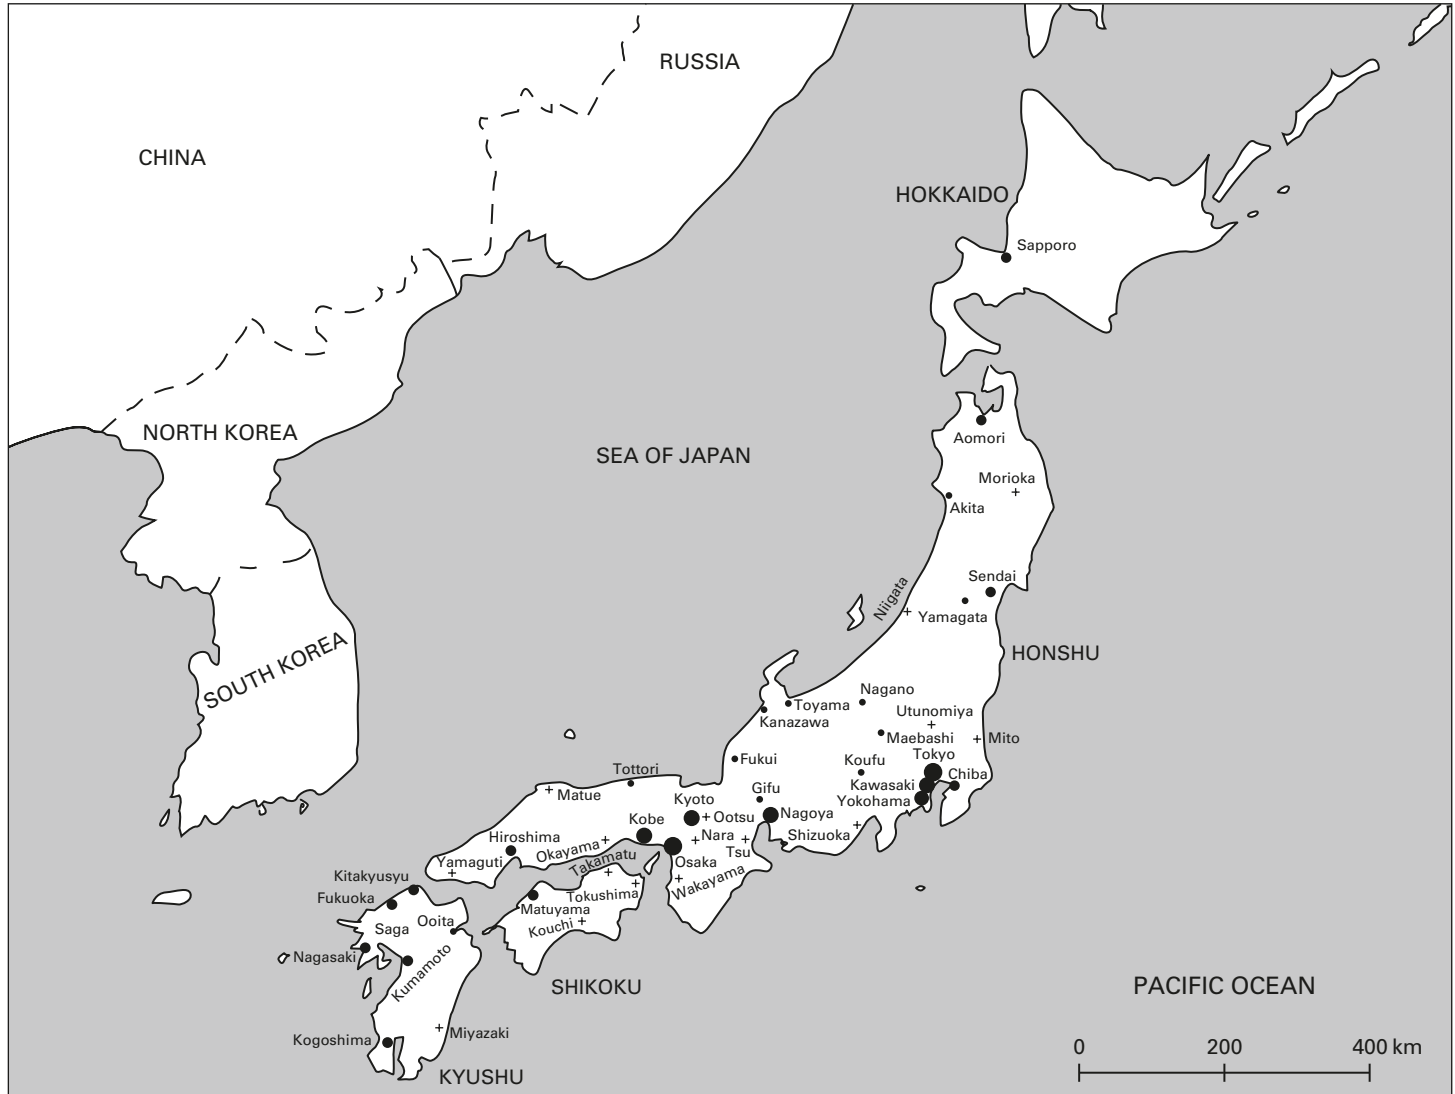 RUSSIA
CHINA
HOKKAIDO
Sapporo
NORTH KOREA
Aomori
SEA OF JAPAN
Morioka
Akita
Sendai
Niigata
Yamagata
SOUTH KOREA
HONSHU
Nagano
Toyama
Utunomiya
Kanazawa
Maebashi
Mito
Tokyo
Fukui
Koufu
Tottori
Chiba
Kawasaki
Gifu
Matue
Kyoto
Yokohama
Nagoya
Ootsu
Kobe
Shizuoka
Nara
Hiroshima
Okayama
Tsu
Takamatu
Osaka
Yamaguti
Kitakyusyu
Wakayama
Tokushima
Fukuoka
Matuyama
Ooita
Saga
Kouchi
Nagasaki
Kumamoto
SHIKOKU
PACIFIC OCEAN
Miyazaki
Kogoshima
0 200 400 km
KYUSHU